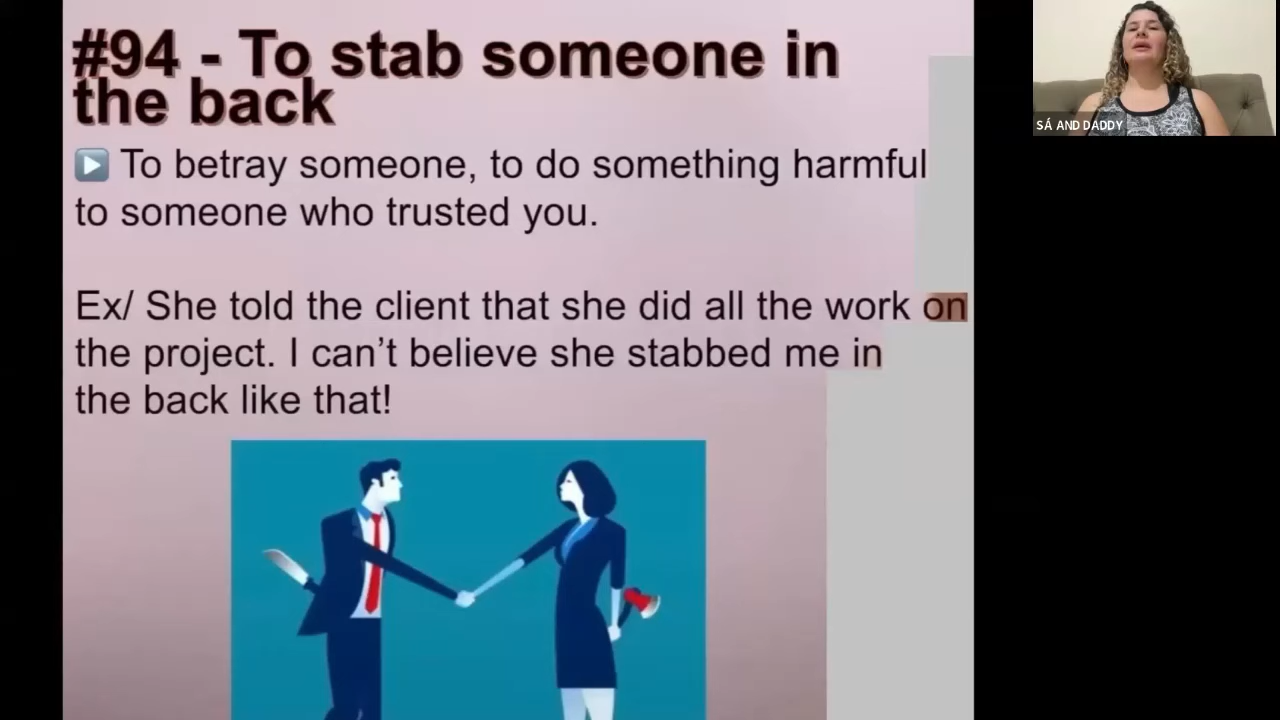 #94 - To stab someone in
the back
▶️ To betray someone, to do something harmful
to someone who trusted you.
Ex/ She told the client that she did all the work on
the project. I can’t believe she stabbed me in
the back like that!
SÁ AND DADDY